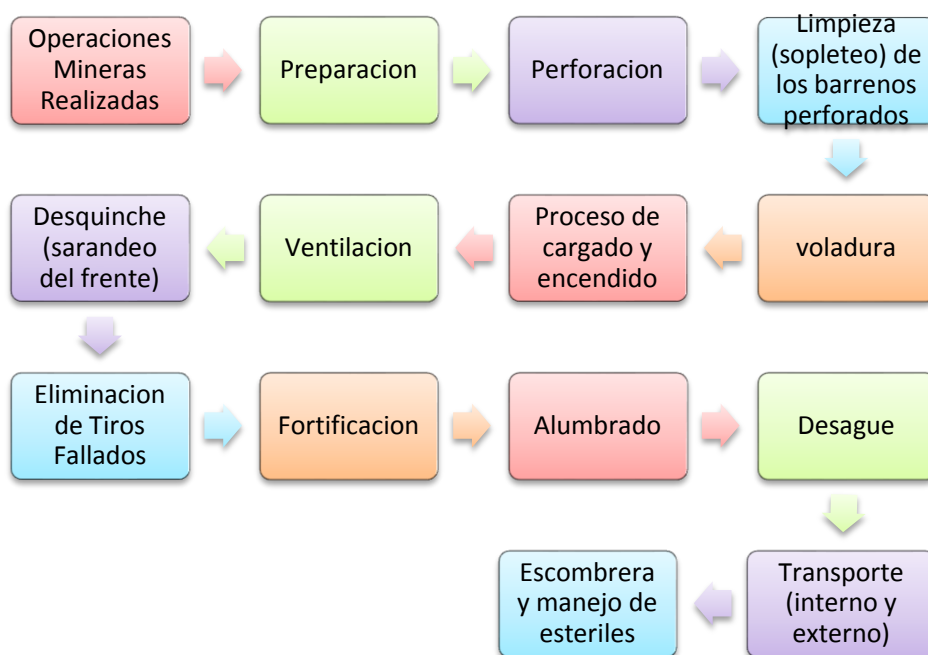 Operaciones
Mineras
Realizadas
Preparacion
Perforacion
Limpieza
(sopleteo) de
los barrenos
perforados
voladura
Proceso de
cargado y
encendido
Ventilacion
Desquinche
(sarandeo
del frente)
Eliminacion
de Tiros
Fallados
Fortificacion
Alumbrado
Desague
Transporte
(interno y
externo)
Escombrera
y manejo de
esteriles